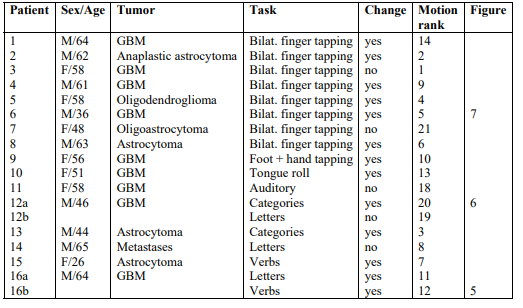 Patient Sex/Age Tumor Task Change Motion rank Figure
1 M/64 GBM Bilat. finger tapping yes 14
2 M/62 Anaplastic astrocytoma Bilat. finger tapping yes 2
3 F/58 GBM Bilat. finger tapping no 1
4 M/61 GBM Bilat. finger tapping yes 9
5 F/58 Oligodendroglioma Bilat. finger tapping yes 4
6 M/36 GBM Bilat. finger tapping yes 5 7
7 F/48 Oligoastrocytoma Bilat. finger tapping no 21
8 M/63 Astrocytoma Bilat. finger tapping yes 6
9 F/56 GBM Foot + hand tapping yes 10
10 F/51 GBM Tongue roll yes 13
11 F/58 GBM Auditory no 18
12a M/46 GBM Categories yes 20 6
12b Letters no 19
13 M/44 Astrocytoma Categories yes 3
14 M/65 Metastases Letters no 8
15 F/26 Astrocytoma Verbs yes 7
16a M/64 GBM Letters yes 11
16b Verbs yes 12 5